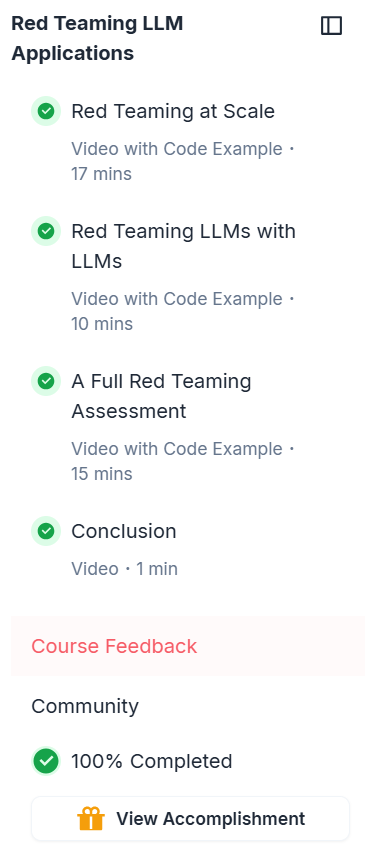 Red Teaming LLM
Applications
Red Teaming at Scale
Video with Code Example •
17 mins
Red Teaming LLMs with
LLMs
Video with Code Example •
10 mins
A Full Red Teaming
Assessment
Video with Code Example •
15 mins
Conclusion
Video • 1 min
Course Feedback
Community
100% Completed
View Accomplishment